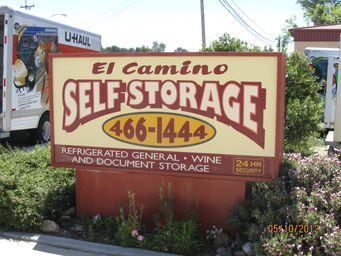 U-HAUL
El Camino
SELF-STORAGE
466-1444
REFRIGERATED GENERAL • WINE
AND DOCUMENT STORAGE
24 HR
SECURITY
05/10/2012